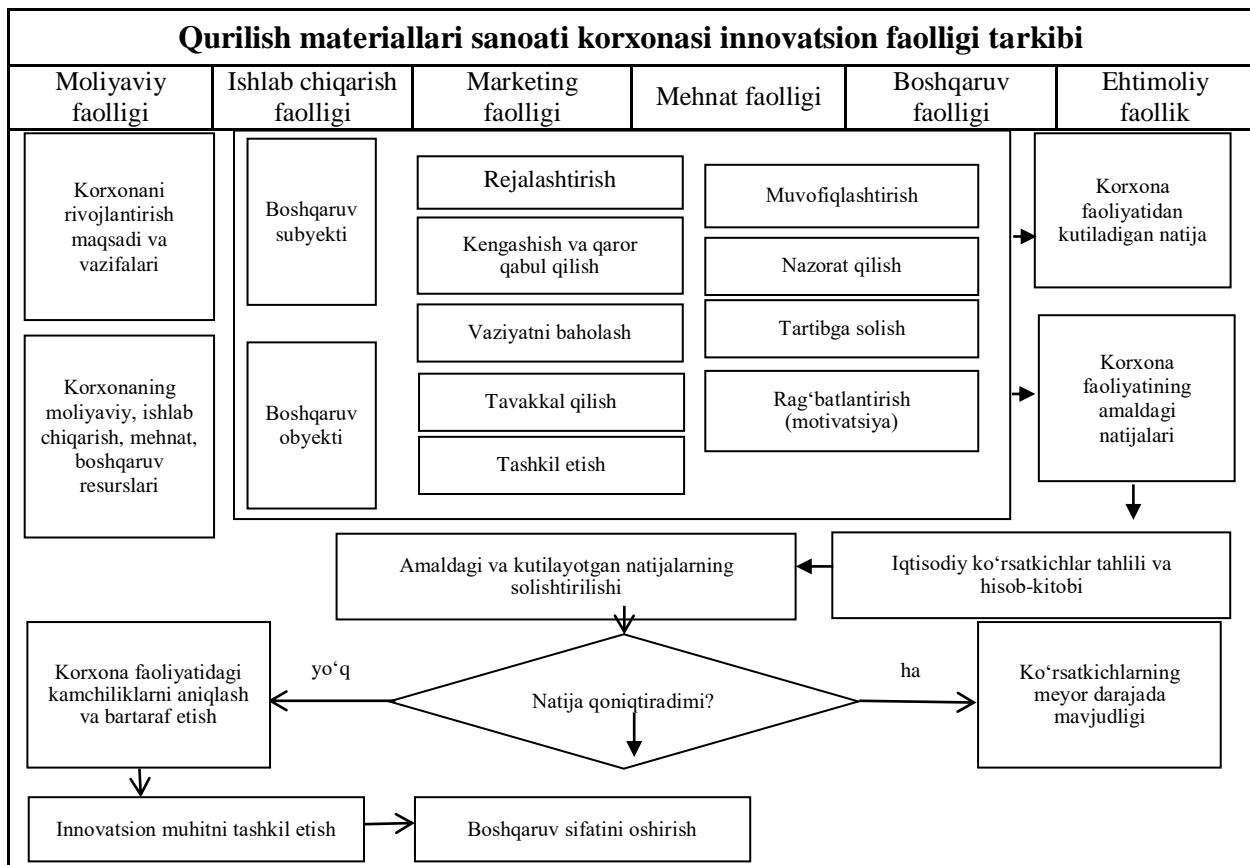 Qurilish materiallari sanoati korxonasi innovatsion faolligi tarkibi
Moliyaviy
faolligi
Ishlab chiqarish
faolligi
Marketing
faolligi
Mehnat faolligi
Boshqaruv
faolligi
Ehtimoliy
faollik
Korxonani
rivojlantirish
maqsadi va
vazifalari
Korxonaning
moliyaviy, ishlab
chiqarish, mehnat,
boshqaruv
resurslari
Boshqaruv
subyekti
Boshqaruv
obyekti
Rejalashtirish
Kengashish va qaror
qabul qilish
Vaziyatni baholash
Tavakkal qilish
Tashkil etish
Muvofiqlashtirish
Nazorat qilish
Tartibga solish
Rag‘batlantirish
(motivatsiya)
Korxona
faoliyatidan
kutiladigan natija
Korxona
faoliyatining
amaldagi
natijalari
Iqtisodiy ko‘rsatkichlar tahlili va
hisob-kitobi
Amaldagi va kutilayotgan natijalarning
solishtirilishi
Natija qoniqtiradimi?
yo‘q
ha
Korxona faoliyatidagi
kamchiliklarni aniqlash
va bartaraf etish
Ko‘rsatkichlarning
meyor darajada
mavjudligi
Innovatsion muhitni tashkil etish
Boshqaruv sifatini oshirish